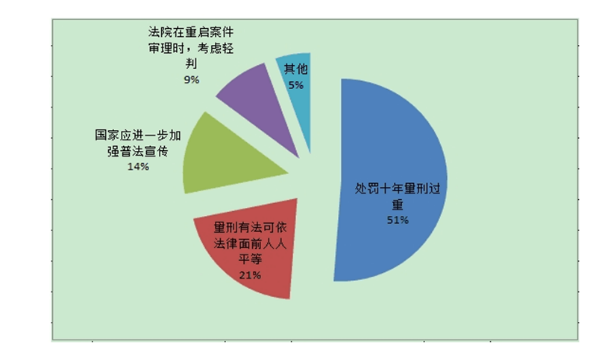 法院在重启案件
审理时，考虑轻
判
9%
其他
5%
国家应进一步加
强普法宣传
14%
处罚十年量刑过
重
51%
量刑有法可依
法律面前人人
平等
21%